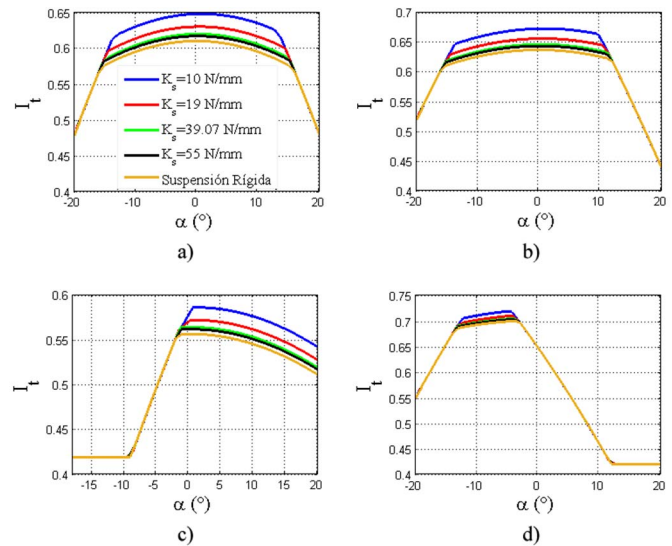 0.65
0.6
0.55
0.5
0.45
0.4
I_t
K_s=10 N/mm
K_s=19 N/mm
K_s=39.07 N/mm
K_s=55 N/mm
Suspensión Rígida
-20 -10 0 10 20
α (°)
a)
0.7
0.65
0.6
0.55
0.5
0.45
0.4
I_t
-20 -10 0 10 20
α (°)
b)
0.6
0.55
0.5
0.45
0.4
I_t
-15 -10 -5 0 5 10 15 20
α (°)
c)
0.75
0.7
0.65
0.6
0.55
0.5
0.45
0.4
I_t
-20 -10 0 10 20
α (°)
d)